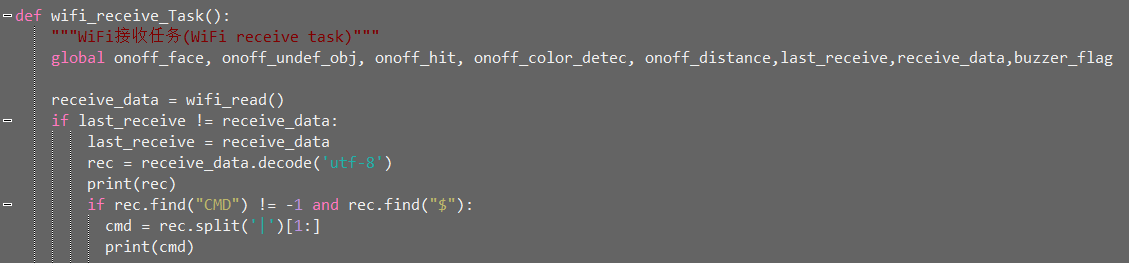 def wifi_receive_Task():
"""WiFi接收任务(WiFi receive task)"""
global onoff_face, onoff_undef_obj, onoff_hit, onoff_color_detec, onoff_distance,last_receive,receive_data,buzzer_flag
receive_data = wifi_read()
if last_receive != receive_data:
last_receive = receive_data
rec = receive_data.decode('utf-8')
print(rec)
if rec.find("CMD") != -1 and rec.find("$"):
cmd = rec.split('|')[1:]
print(cmd)